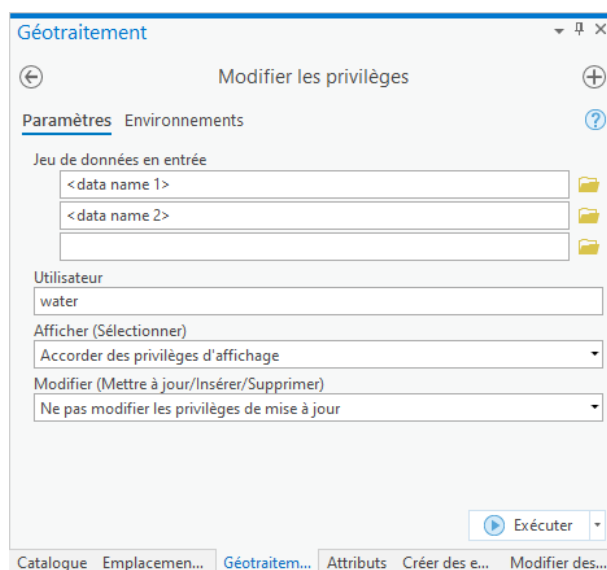 Géotraitement
Modifier les privilèges
Paramètres Environnements
Jeu de données en entrée
<data name 1>
<data name 2>
Utilisateur
water
Afficher (Sélectionner)
Accorder des privilèges d'affichage
Modifier (Mettre à jour/Insérer/Supprimer)
Ne pas modifier les privilèges de mise à jour
Exécuter
Catalogue Emplacemen... Géotraitem... Attributs Créer des e... Modifier des...